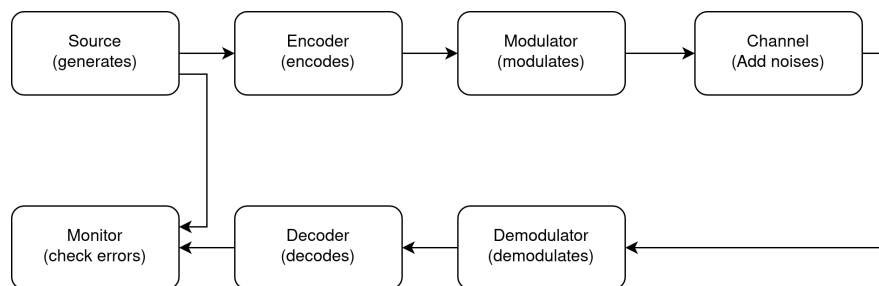 Source
(generates)
Encoder
(encodes)
Modulator
(modulates)
Channel
(Add noises)
Monitor
(check errors)
Decoder
(decodes)
Demodulator
(demodulates)